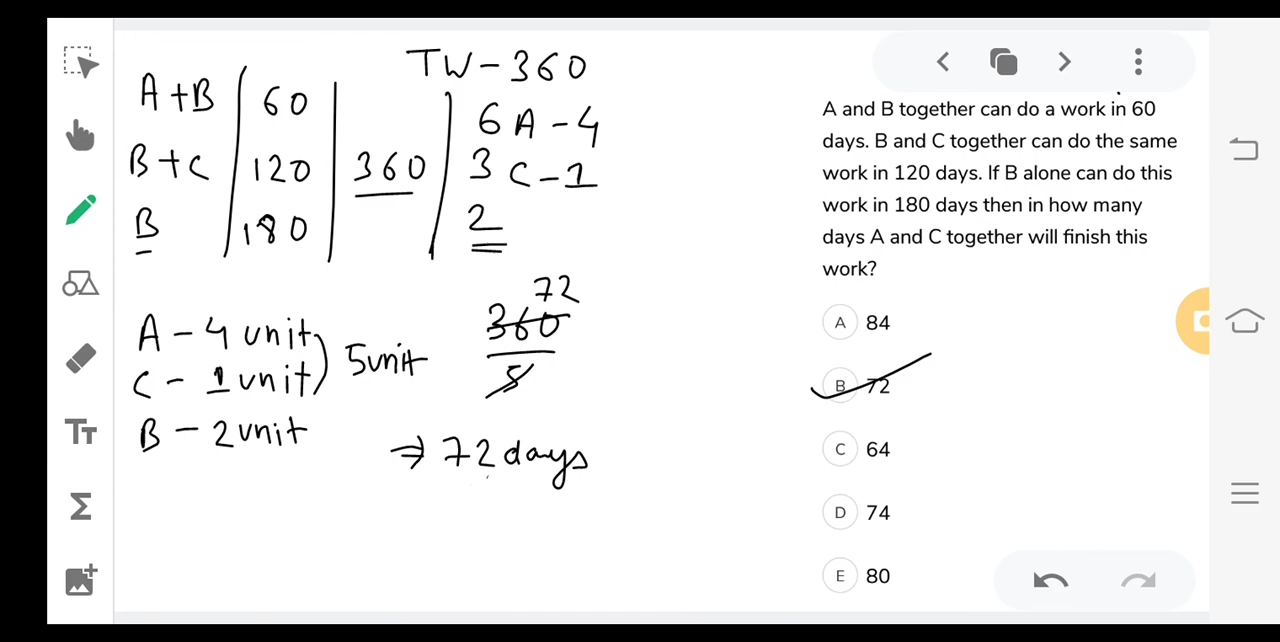 TW-360
A+B 60 6 A-4
B+C 120 360 3 C-1
B 180 2
A - 4 unit
C - 1 unit
5unit
B - 2 unit
72
360
5
⇒ 72 days
A and B together can do a work in 60
days. B and C together can do the same
work in 120 days. If B alone can do this
work in 180 days then in how many
days A and C together will finish this
work?
A 84
B 72
C 64
D 74
E 80
TT
Σ